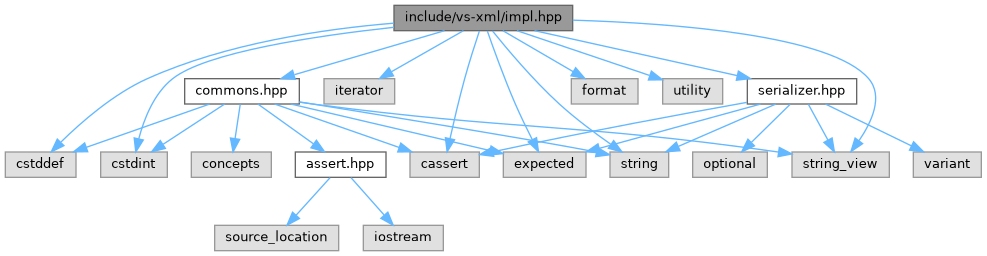 include/vs-xml/impl.hpp
commons.hpp
iterator
format
utility
serializer.hpp
cstddef
cstdint
concepts
assert.hpp
cassert
expected
string
optional
string_view
variant
source_location
iostream